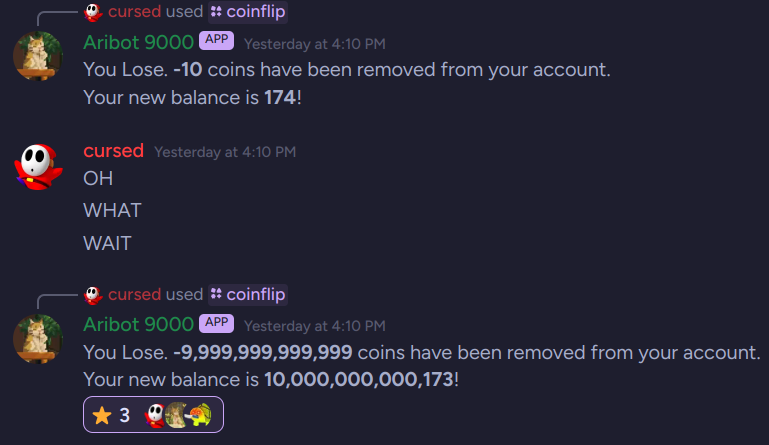 cursed used coinflip
Aribot 9000 APP Yesterday at 4:10 PM
You Lose. -10 coins have been removed from your account.
Your new balance is 174!
cursed Yesterday at 4:10 PM
OH
WHAT
WAIT
cursed used coinflip
Aribot 9000 APP Yesterday at 4:10 PM
You Lose. -9,999,999,999,999 coins have been removed from your account.
Your new balance is 10,000,000,000,173!
3